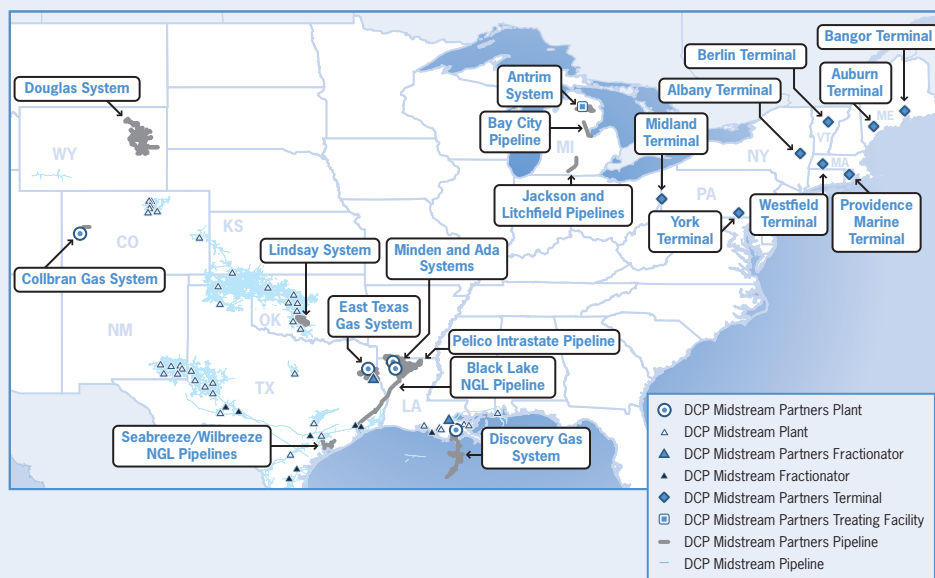 Bangor Terminal
Berlin Terminal
Auburn
Terminal
Albany Terminal
Antrim
System
Douglas System
Midland
Terminal
Bay City
Pipeline
ME
VT
WY
MI
NY
MA
PA
Jackson and
Litchfield Pipelines
York
Terminal
Westfield
Terminal
Providence
Marine
Terminal
KS
CO
Lindsay System
Minden and Ada
Systems
Collbran Gas System
East Texas
Gas System
OK
NM
Pelico Intrastate Pipeline
Black Lake
NGL Pipeline
TX
LA
Seabreeze/Wilbreeze
NGL Pipelines
Discovery Gas
System
DCP Midstream Partners Plant
DCP Midstream Plant
DCP Midstream Partners Fractionator
DCP Midstream Fractionator
DCP Midstream Partners Terminal
DCP Midstream Partners Treating Facility
DCP Midstream Partners Pipeline
DCP Midstream Pipeline